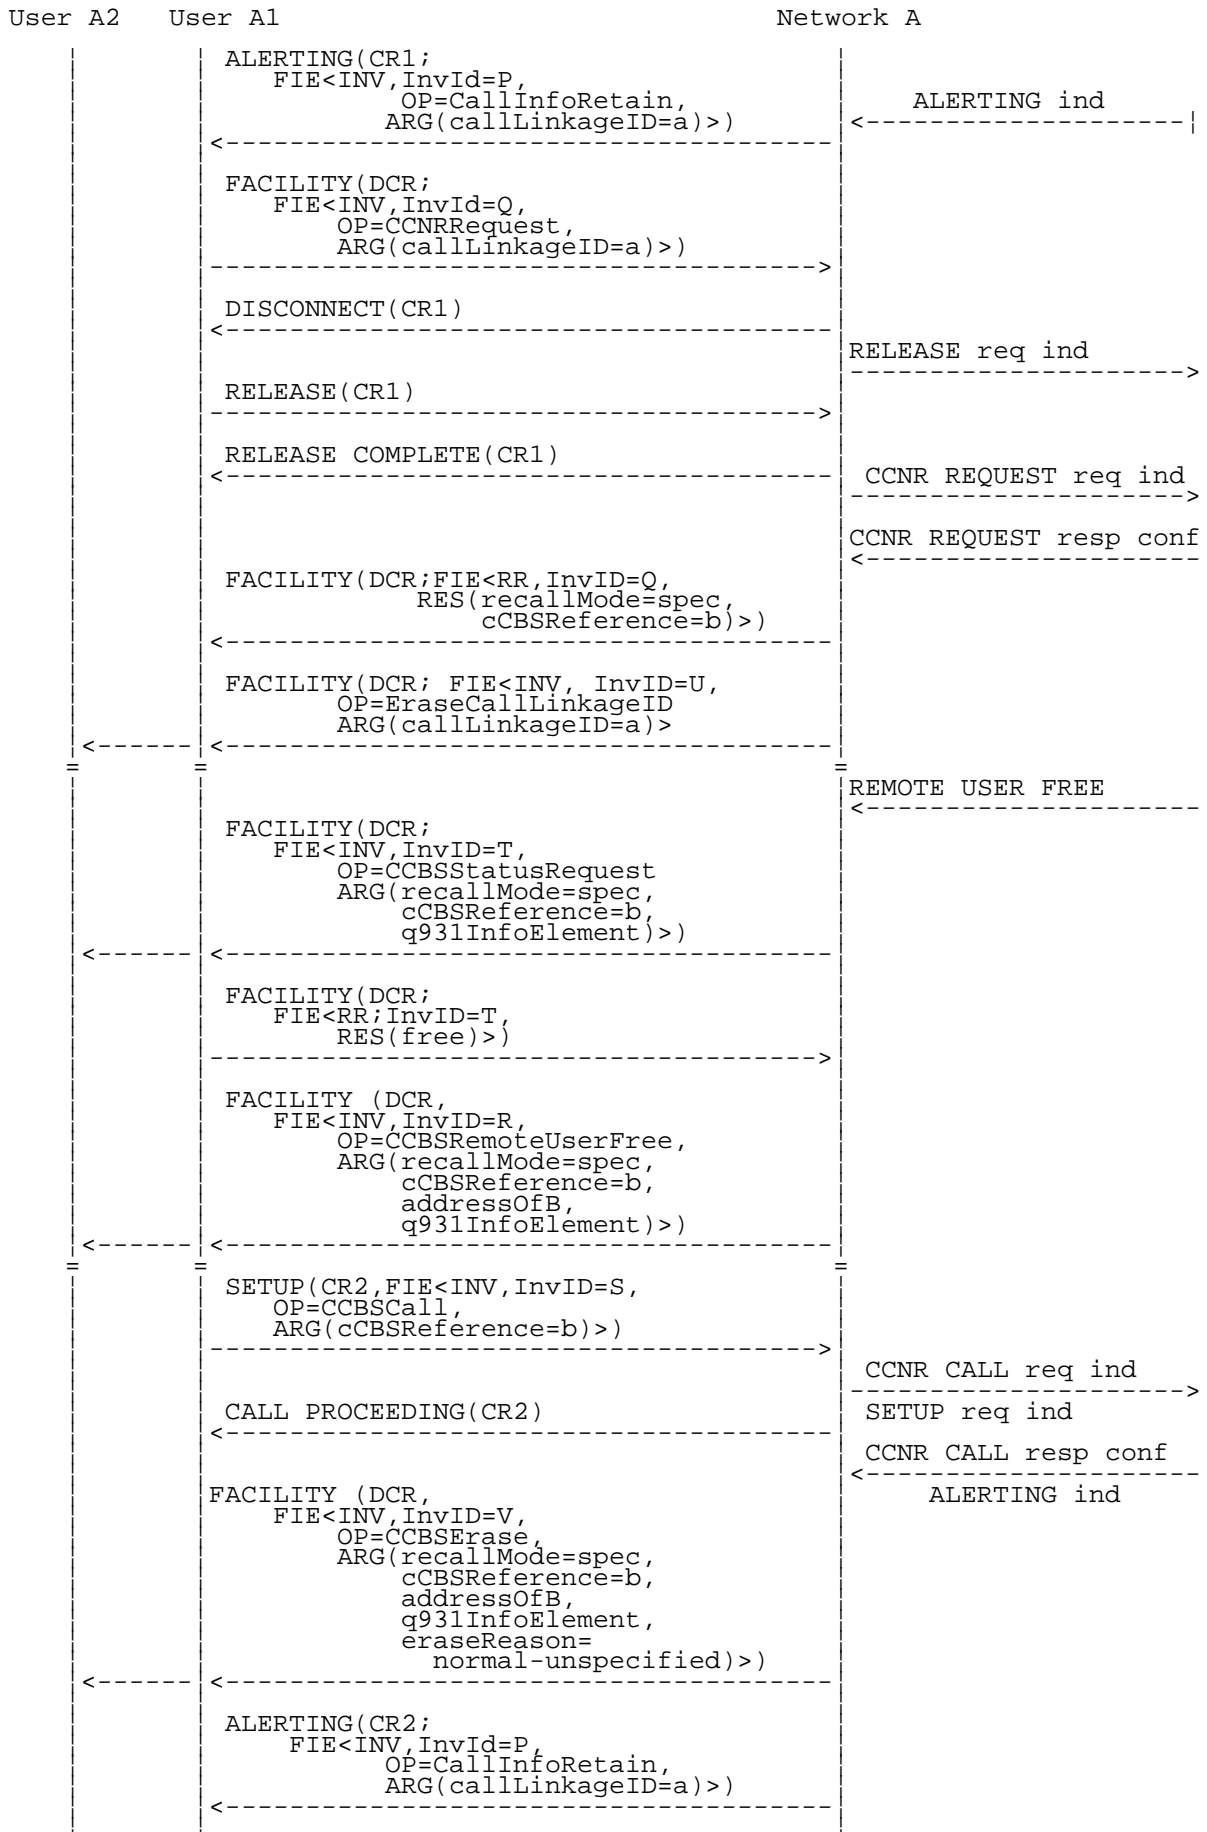 User A2 User A1 Network A
ALERTING(CR1;
FIE<INV,InvId=P,
OP=CallInfoRetain, ALERTING ind
ARG(callLinkageID=a)>)
FACILITY(DCR;
FIE<INV,InvId=Q,
OP=CCNRRequest,
ARG(callLinkageID=a)>)
DISCONNECT(CR1)
RELEASE req ind
RELEASE(CR1)
RELEASE COMPLETE(CR1)
CCNR REQUEST req ind
CCNR REQUEST resp conf
FACILITY(DCR;FIE<RR,InvID=Q,
RES(recallMode=spec,
cCBSReference=b)>)
FACILITY(DCR; FIE<INV, InvID=U,
OP=EraseCallLinkageID
ARG(callLinkageID=a)>
REMOTE USER FREE
FACILITY(DCR;
FIE<INV,InvID=T,
OP=CCBSStatusRequest
ARG(recallMode=spec,
cCBSReference=b,
q931InfoElement)>)
FACILITY(DCR;
FIE<RR;InvID=T,
RES(free)>)
FACILITY (DCR,
FIE<INV,InvID=R,
OP=CCBSRemoteUserFree,
ARG(recallMode=spec,
cCBSReference=b,
addressOfB,
q931InfoElement)>)
SETUP(CR2,FIE<INV,InvID=S,
OP=CCBSCall,
ARG(cCBSReference=b)>)
CCNR CALL req ind
CALL PROCEEDING(CR2) SETUP req ind
CCNR CALL resp conf
FACILITY (DCR, ALERTING ind
FIE<INV,InvID=V,
OP=CCBSErase,
ARG(recallMode=spec,
cCBSReference=b,
addressOfB,
q931InfoElement,
eraseReason=
normal-unspecified)>)
ALERTING(CR2;
FIE<INV,InvId=P,
OP=CallInfoRetain,
ARG(callLinkageID=a)>)